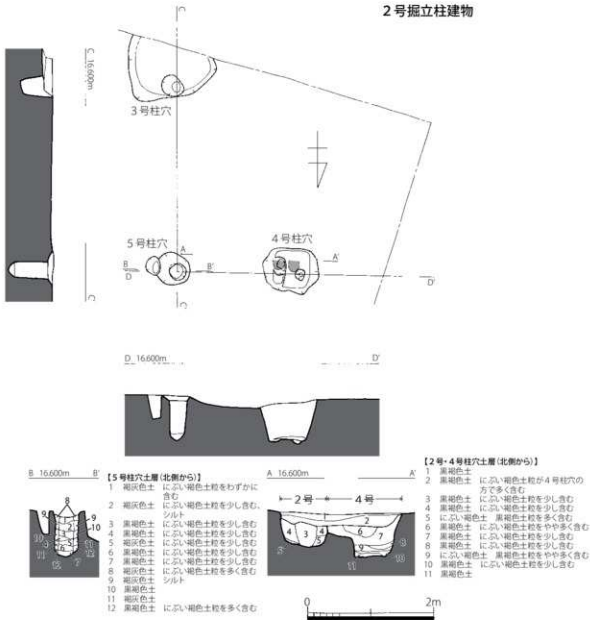 2号掘立柱建物
C
C 16.600m
3号柱穴
5号柱穴
4号柱穴
A
A'
B
B'
D
D'
C'
C'
D 16.600m
D'
B 16.600m
B'
【5号柱穴土層(北側から)】
1 褐灰色土 にぶい褐色土粒をわずかに
含む
2 褐灰色土 にぶい褐色土粒を少し含む、
シルト
3 黒褐色土 にぶい褐色土粒を少し含む
4 黒褐色土 にぶい褐色土粒を少し含む
5 褐灰色土 にぶい褐色土粒を少し含む
6 黒褐色土 にぶい褐色土粒を少し含む
7 黒褐色土 にぶい褐色土粒を少し含む
8 褐灰色土 にぶい褐色土粒を多く含む
9 褐灰色土 シルト
10 黒褐色土
11 褐灰色土
12 黒褐色土 にぶい褐色土粒を多く含む
A 16.600m
A'
2号
4号
【2号・4号柱穴土層(北側から)】
1 黒褐色土
2 黒褐色土 にぶい褐色土粒が4号柱穴の
方で多く含む
3 黒褐色土 にぶい褐色土粒を少し含む
4 黒褐色土 にぶい褐色土粒を少し含む
5 にぶい褐色土 黒褐色土粒を多く含む
6 黒褐色土 にぶい褐色土粒をやや多く含む
7 黒褐色土 にぶい褐色土粒を少し含む
8 黒褐色土 にぶい褐色土粒を少し含む
9 にぶい褐色土 黒褐色土粒をやや多く含む
10 黒褐色土 にぶい褐色土粒を少し含む
11 黒褐色土
0
2m